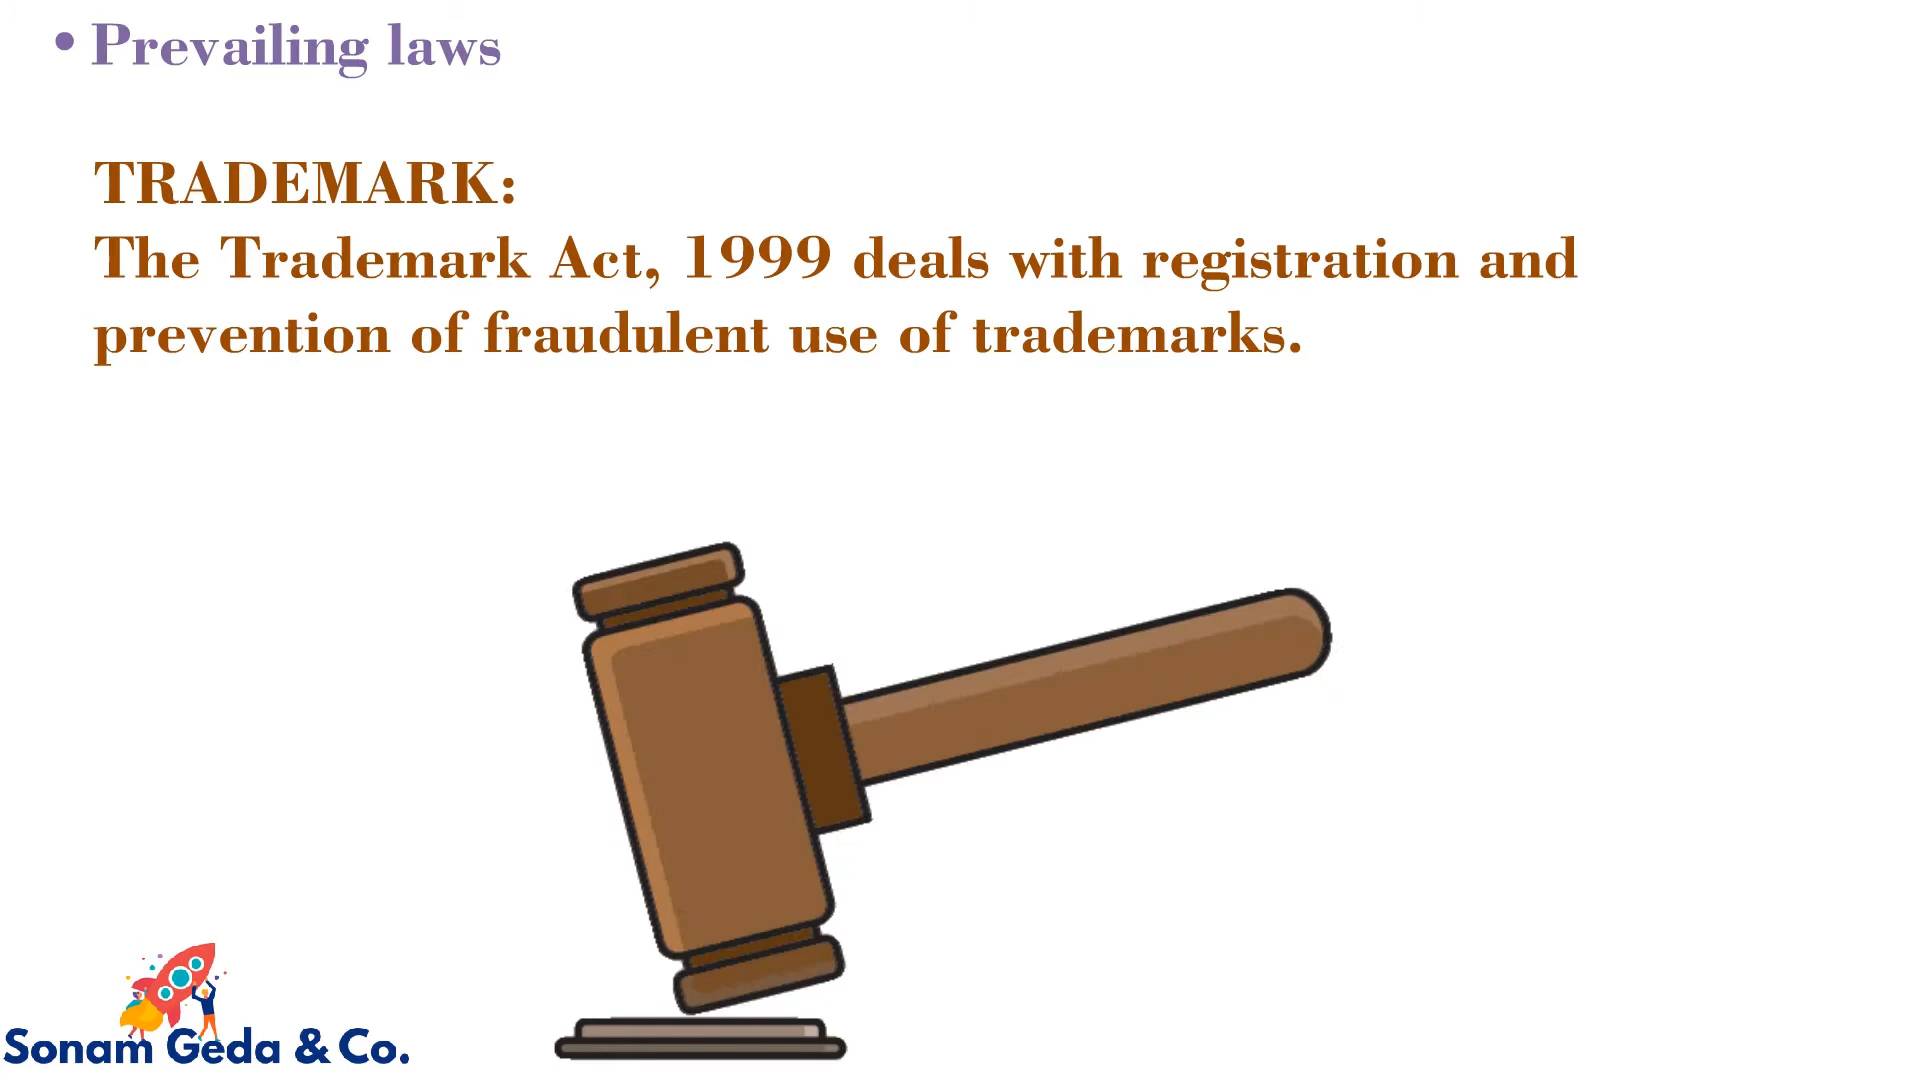 • Prevailing laws
TRADEMARK:
The Trademark Act, 1999 deals with registration and
prevention of fraudulent use of trademarks.
Sonam Geda & Co.